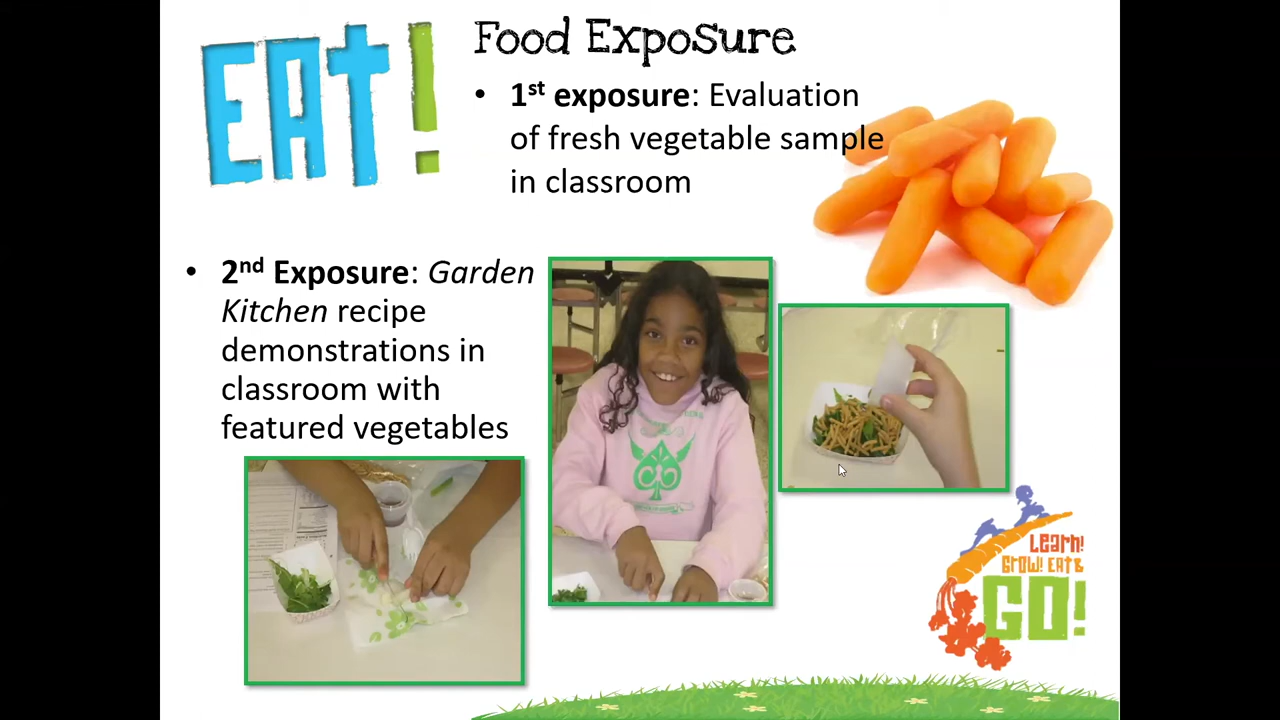 EAT!
Food Exposure
• 1st exposure: Evaluation
of fresh vegetable sample
in classroom
• 2nd Exposure: Garden
Kitchen recipe
demonstrations in
classroom with
featured vegetables
LEARN!
GROW! EAT &
GO!